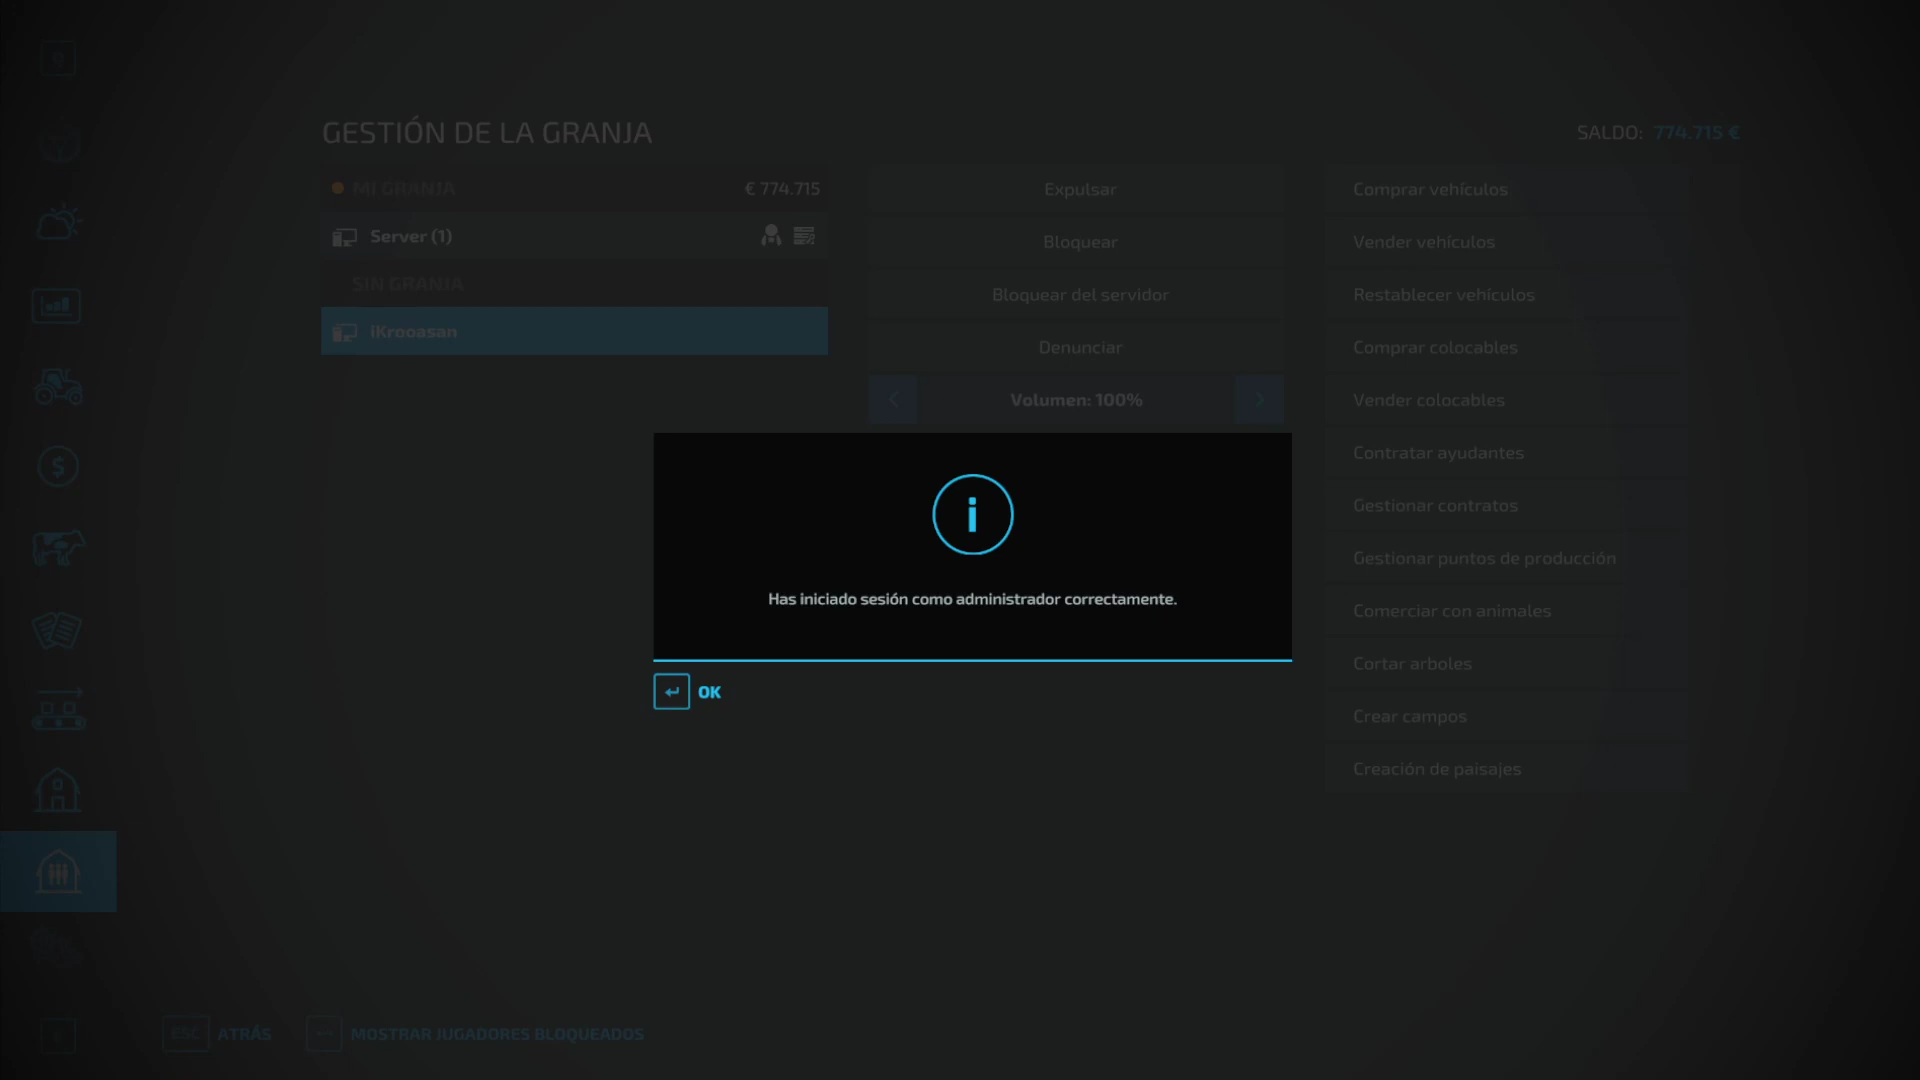 GESTIÓN DE LA GRANJA
SALDO: 774.715 €
MI GRANJA € 774.715
Server (1)
SIN GRANJA
iKrooasan
Expulsar
Bloquear
Bloquear del servidor
Denunciar
Volumen: 100%
Comprar vehículos
Vender vehículos
Restablecer vehículos
Comprar colocables
Vender colocables
Contratar ayudantes
Gestionar contratos
Gestionar puntos de producción
Comerciar con animales
Cortar arboles
Crear campos
Creación de paisajes
Has iniciado sesión como administrador correctamente.
OK
ESC ATRÁS
MOSTRAR JUGADORES BLOQUEADOS